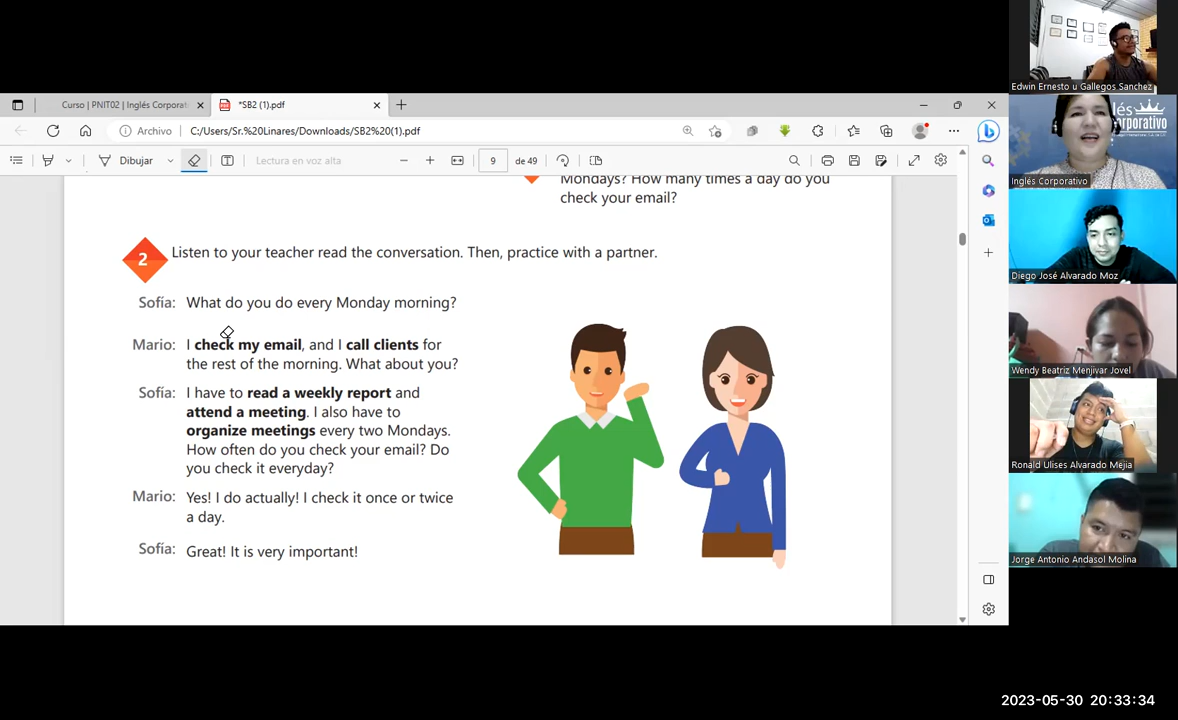 Curso | PNIT02 | Inglés Corporat
*SB2 (1).pdf
Archivo
C:/Users/Sr.%20Linares/Downloads/SB2%20(1).pdf
Dibujar
Lectura en voz alta
9
de 49
Mondays? How many times a day do you
check your email?
2
Listen to your teacher read the conversation. Then, practice with a partner.
Sofía: What do you do every Monday morning?
Mario: I check my email, and I call clients for
the rest of the morning. What about you?
Sofía: I have to read a weekly report and
attend a meeting. I also have to
organize meetings every two Mondays.
How often do you check your email? Do
you check it everyday?
Mario: Yes! I do actually! I check it once or twice
a day.
Sofía: Great! It is very important!
Edwin Ernesto u Gallegos Sanchez
lés
Corporativo
Inglés Corporativo
Diego José Alvarado Moz
Wendy Beatriz Menjivar Jovel
Ronald Ulises Alvarado Mejia
Jorge Antonio Andasol Molina
2023-05-30 20:33:34